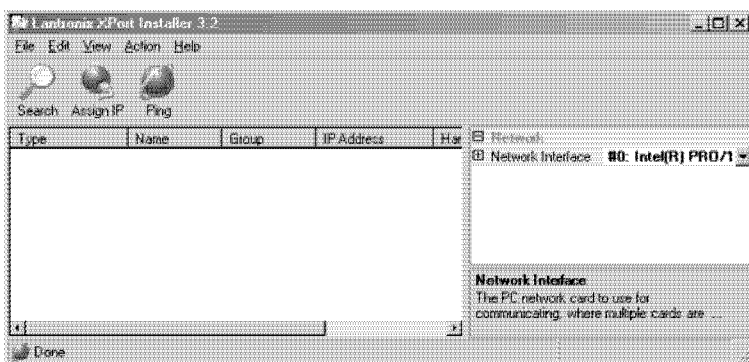 Lantronix XPort Installer 3.2
File Edit View Action Help
Search Assign IP Ping
Type Name Group IP Address Har
Network
Network Interface #0: Intel(R) PRO/1
Network Interface
The PC network card to use for
communicating, where multiple cards are ...
Done